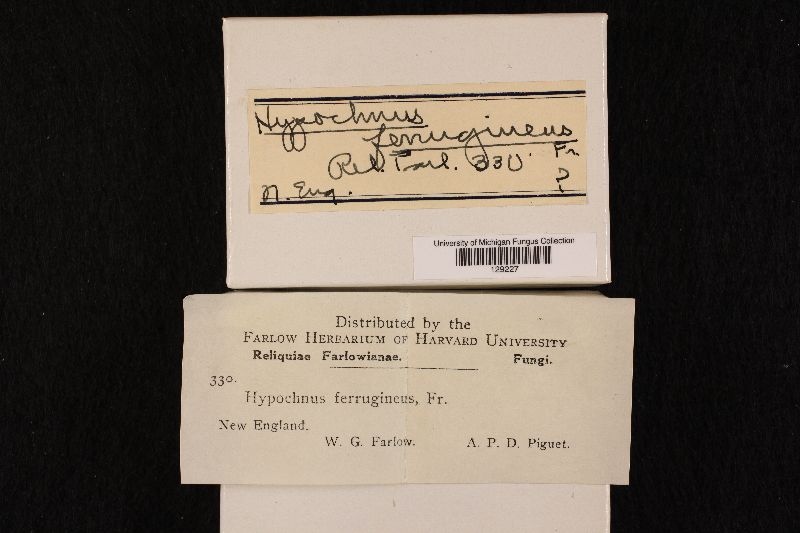 Hypochnus
ferrugineus
Rel. Farl. 330. Fr.
N. Eng. ?
University of Michigan Fungus Collection
129227
Distributed by the
FARLOW HERBARIUM OF HARVARD UNIVERSITY
Reliquiae Farlowianae. Fungi.
330.
Hypochnus ferrugineus, Fr.
New England.
W. G. Farlow. A. P. D. Piguet.